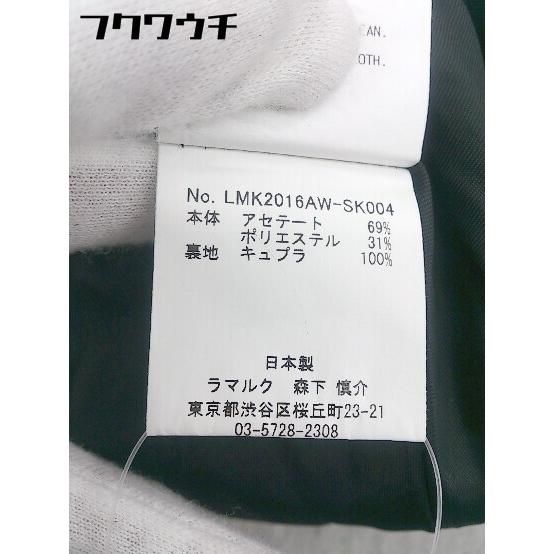 フクワウチ
EAN.
OTH.
No. LMK2016AW-SK004
本体 アセテート 69%
ポリエステル 31%
裏地 キュプラ 100%
日本製
ラマルク 森下 慎介
東京都渋谷区桜丘町23-21
03-5728-2308